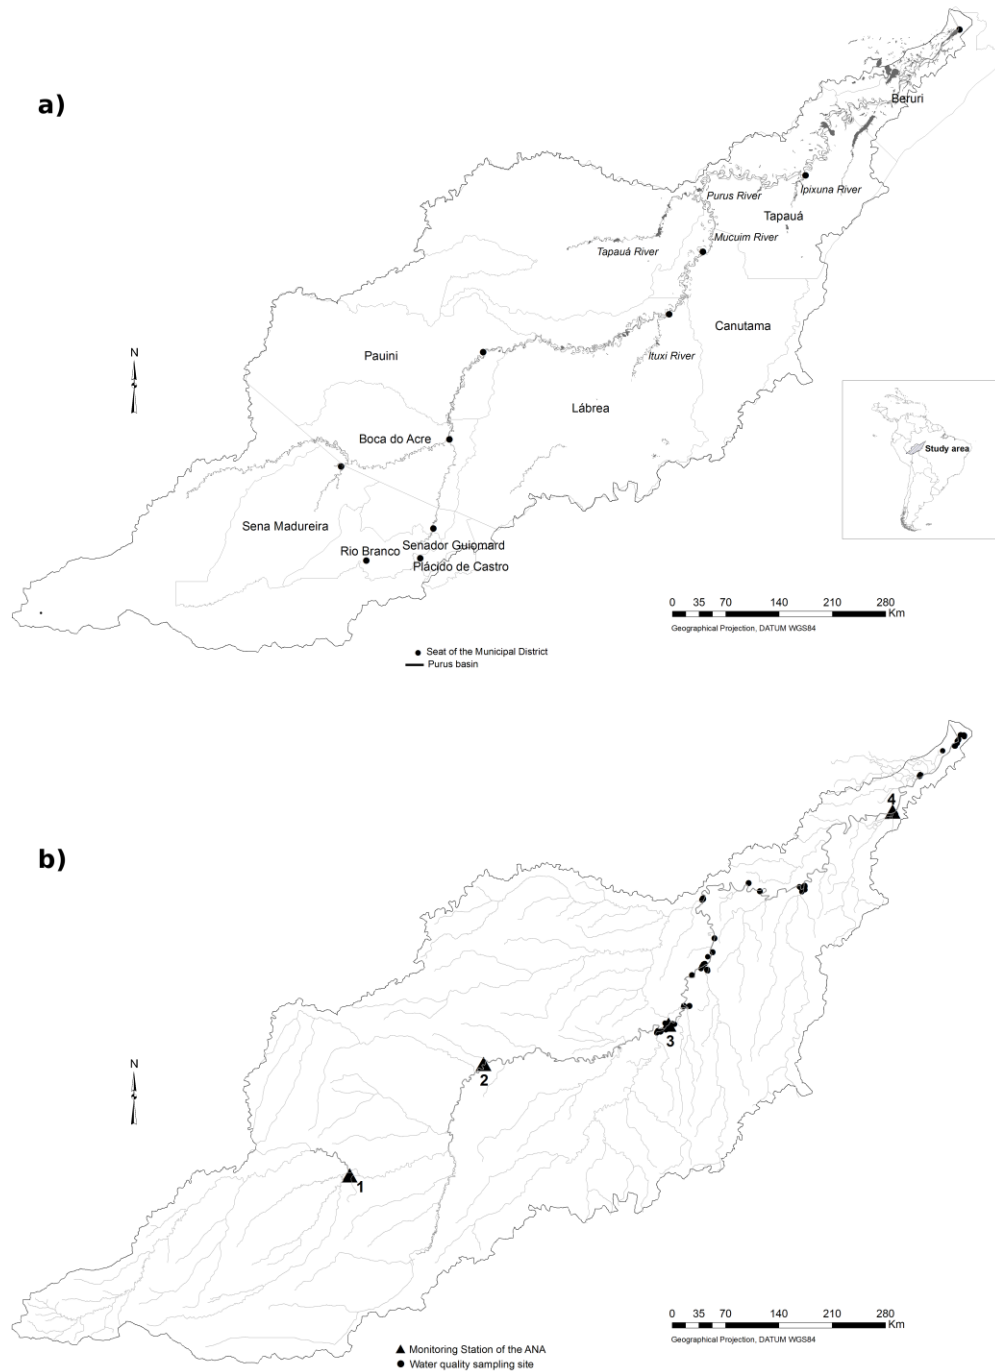 a)
Beruri
Purus River
Ipixuna River
Tapauá
Mucuim River
Tapauá River
Canutama
Pauini
Ituxi River
N
Lábrea
Boca do Acre
Study area
Sena Madureira
Senador Guiomard
Rio Branco
Plácido de Castro
0 35 70 140 210 280
Km
Geographical Projection, DATUM WGS84
Seat of the Municipal District
Purus basin
b)
4
3
N
2
1
0 35 70 140 210 280
Km
Geographical Projection, DATUM WGS84
Monitoring Station of the ANA
Water quality sampling site